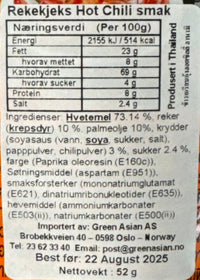 Rekekjeks Hot Chili smak
Næringsverdi (Per 100g)
Energi 2155 kJ / 514 kcal
Fett 23 g
hvorav mettet 8 g
Karbohydrat 69 g
hvorav sukker 4 g
Protein 8 g
Salt 2.4 g
Produsert i Thailand
Ingredienser: Hvetemel 73.14 %, reker
(krepsdyr) 10 %, palmeolje 10%, krydder
(soyasaus (vann, soya, sukker, salt),
papppulver, chilipulver) 3 %, sukker 2.4 %,
farge (Paprika oleoresin (E160c)),
Søtningsmiddel (aspartam (E951)),
smaksforsterker (mononatriumglutamat
(E621), dinatriumribonukleotider (E635)),
hevemiddel (ammoniumkarbonater
(E503(ii)), natriumkarbonater (E500(ii))
Importør av: Green Asian AS
Brobekkveien 40 – 0598 Oslo – Norway
Tel: 23 62 33 40 Email: post@greenasian.no
Best før: 22 August 2025
Nettovekt : 52 g